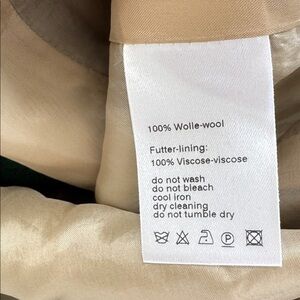 100% Wolle-wool
Futter-lining:
100% Viscose-viscose
do not wash
do not bleach
cool iron
dry cleaning
do not tumble dry
P